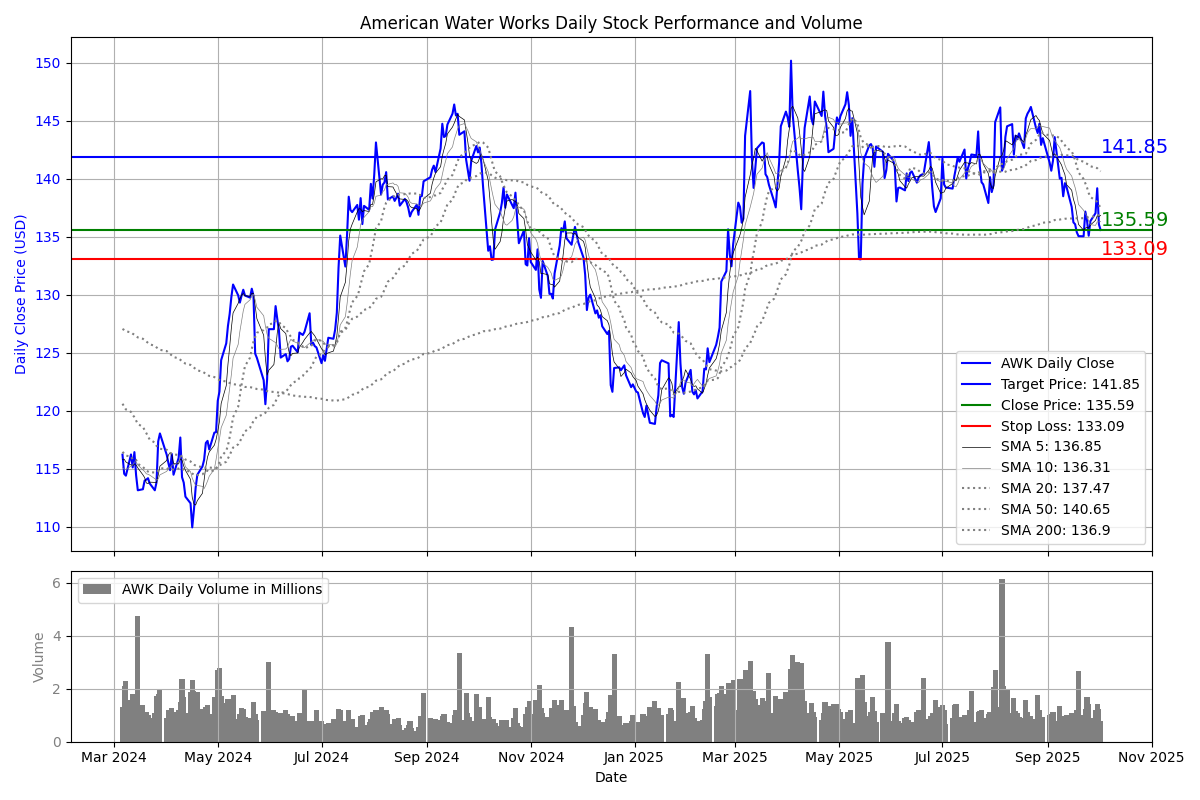 American Water Works Daily Stock Performance and Volume
Daily Close Price (USD)
150
145
140
135
130
125
120
115
110
141.85
135.59
133.09
AWK Daily Close
Target Price: 141.85
Close Price: 135.59
Stop Loss: 133.09
SMA 5: 136.85
SMA 10: 136.31
SMA 20: 137.47
SMA 50: 140.65
SMA 200: 136.9
Volume
6
4
2
0
AWK Daily Volume in Millions
Mar 2024 May 2024 Jul 2024 Sep 2024 Nov 2024 Jan 2025 Mar 2025 May 2025 Jul 2025 Sep 2025 Nov 2025
Date